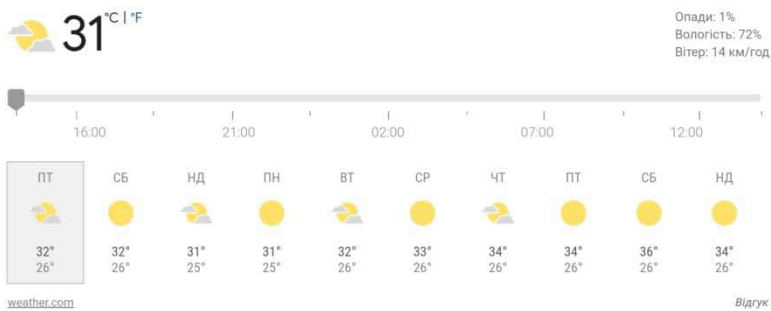 31 °C | °F
Опади: 1%
Вологість: 72%
Вітер: 14 км/год
16:00 21:00 02:00 07:00 12:00
ПТ СБ НД ПН ВТ СР ЧТ ПТ СБ НД
32° 32° 31° 31° 32° 33° 34° 34° 36° 34°
26° 26° 25° 25° 26° 26° 26° 26° 26° 26°
weather.com Відгук